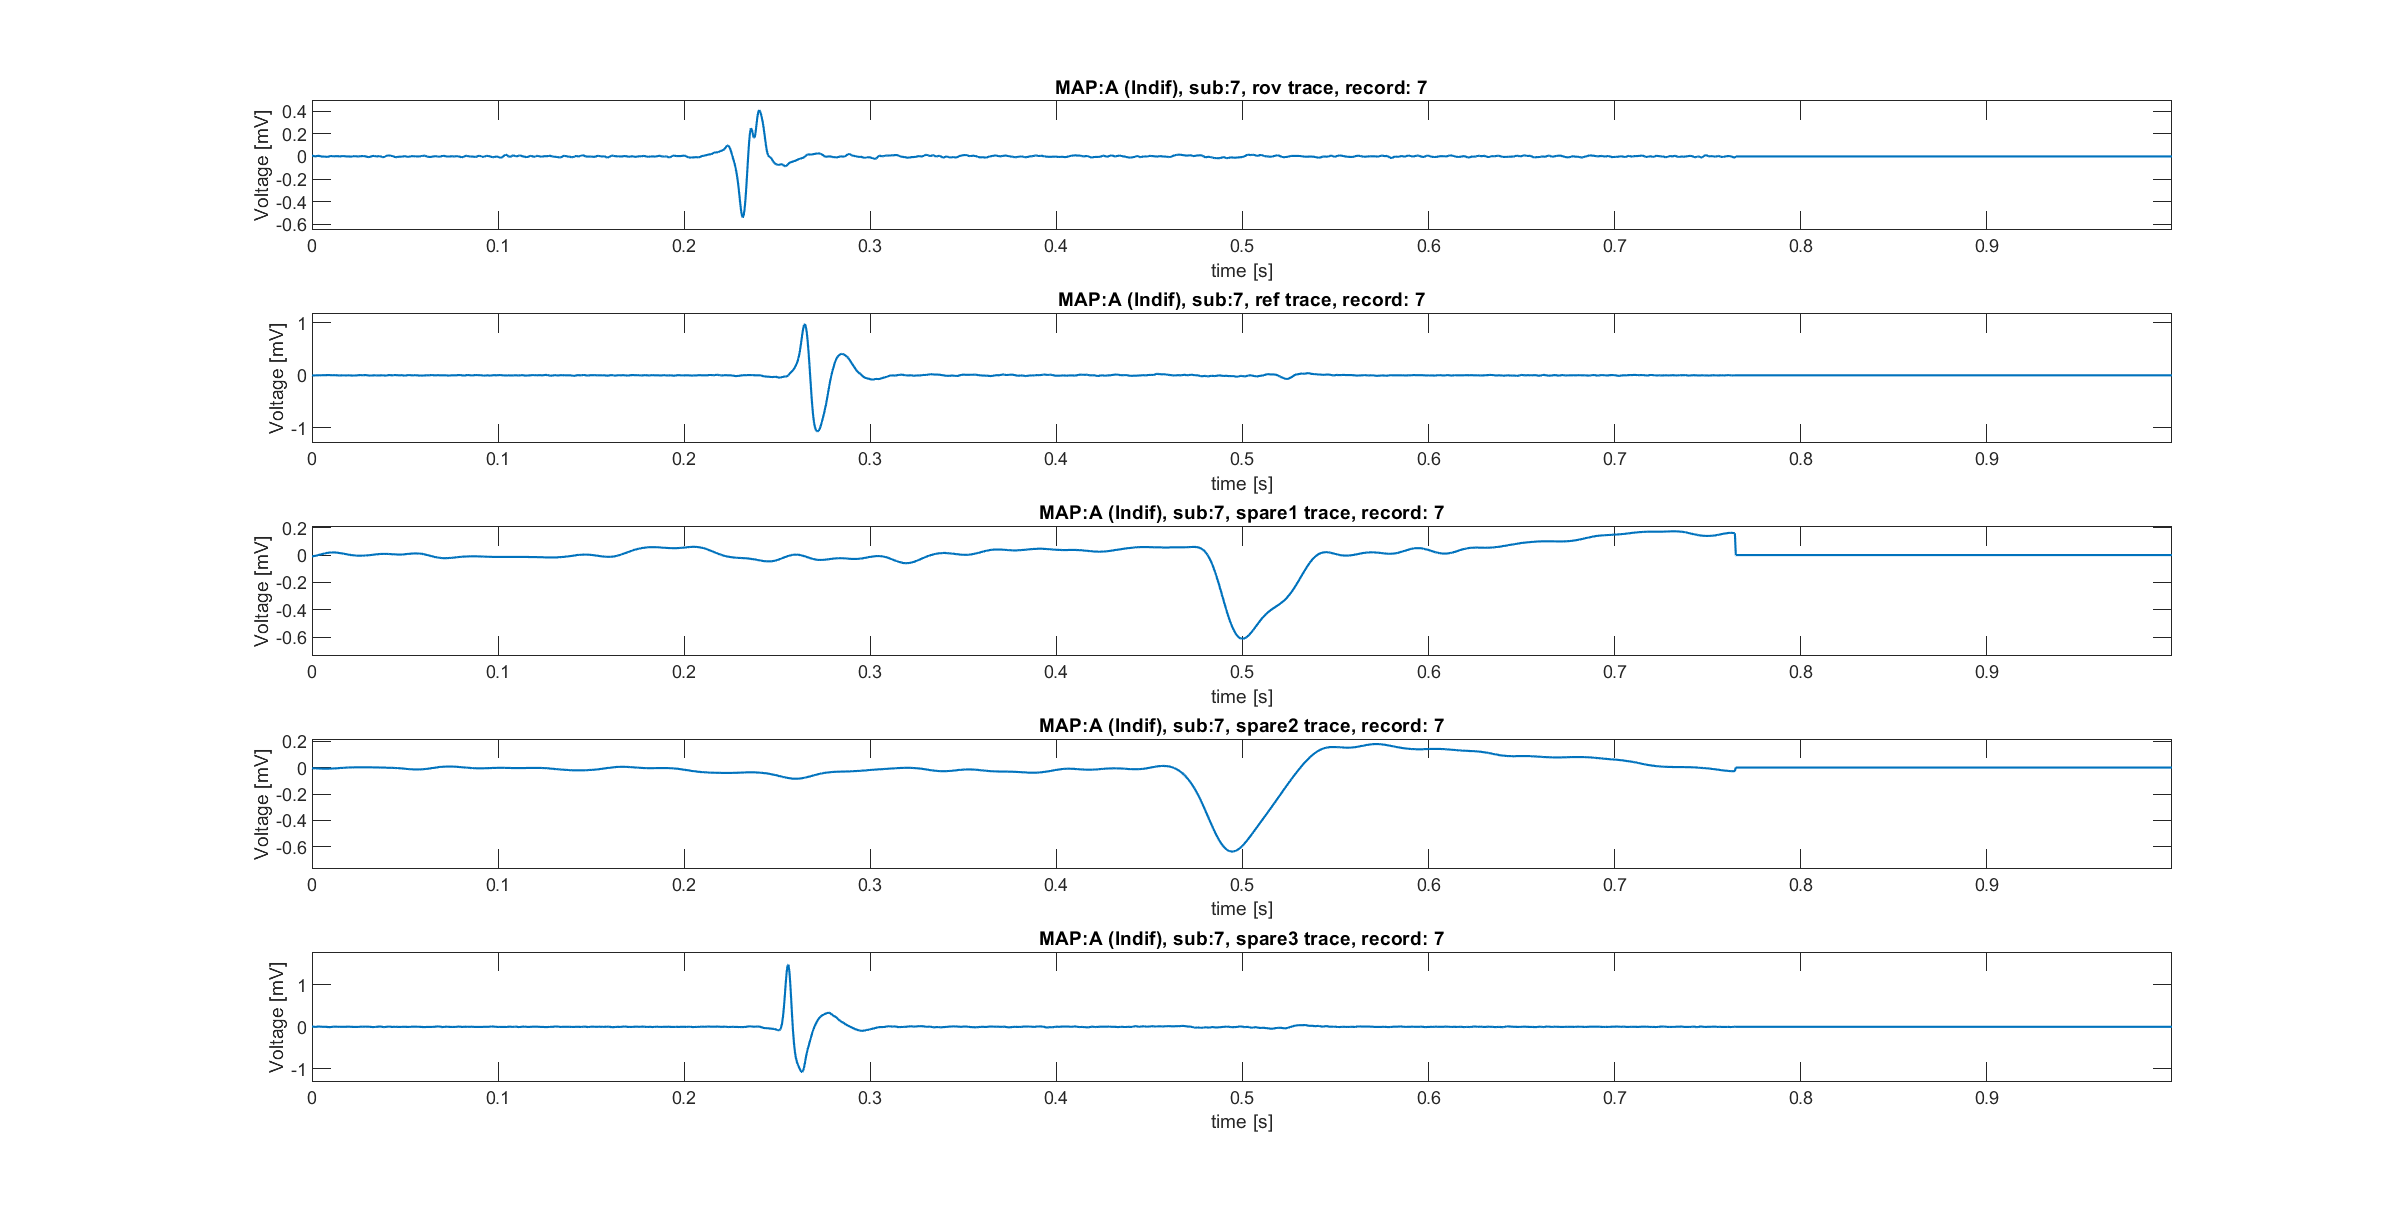 MAP:A (Indif), sub:7, rov trace, record: 7
Voltage [mV]
0.4
0.2
0
-0.2
-0.4
-0.6
0 0.1 0.2 0.3 0.4 0.5 0.6 0.7 0.8 0.9
time [s]
MAP:A (Indif), sub:7, ref trace, record: 7
Voltage [mV]
1
0
-1
0 0.1 0.2 0.3 0.4 0.5 0.6 0.7 0.8 0.9
time [s]
MAP:A (Indif), sub:7, spare1 trace, record: 7
Voltage [mV]
0.2
0
-0.2
-0.4
-0.6
0 0.1 0.2 0.3 0.4 0.5 0.6 0.7 0.8 0.9
time [s]
MAP:A (Indif), sub:7, spare2 trace, record: 7
Voltage [mV]
0.2
0
-0.2
-0.4
-0.6
0 0.1 0.2 0.3 0.4 0.5 0.6 0.7 0.8 0.9
time [s]
MAP:A (Indif), sub:7, spare3 trace, record: 7
Voltage [mV]
1
0
-1
0 0.1 0.2 0.3 0.4 0.5 0.6 0.7 0.8 0.9
time [s]